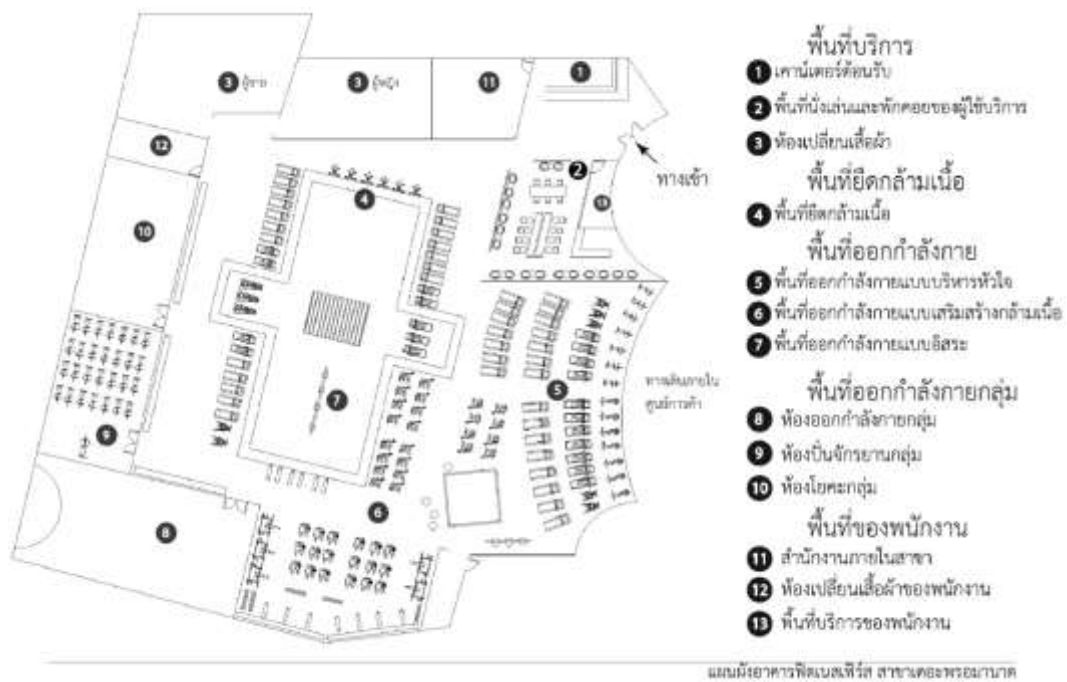 พื้นที่บริการ
1 เคาน์เตอร์ต้อนรับ
2 พื้นที่นั่งเล่นและพักคอยของผู้ใช้บริการ
3 ห้องเปลี่ยนเสื้อผ้า
พื้นที่ยืดกล้ามเนื้อ
4 พื้นที่ยืดกล้ามเนื้อ
พื้นที่ออกกำลังกาย
5 พื้นที่ออกกำลังกายแบบบริหารหัวใจ
6 พื้นที่ออกกำลังกายแบบเสริมสร้างกล้ามเนื้อ
7 พื้นที่ออกกำลังกายแบบอิสระ
พื้นที่ออกกำลังกายกลุ่ม
8 ห้องออกกำลังกายกลุ่ม
9 ห้องปั่นจักรยานกลุ่ม
10 ห้องโยคะกลุ่ม
พื้นที่ของพนักงาน
11 สำนักงานภายในสาขา
12 ห้องเปลี่ยนเสื้อผ้าของพนักงาน
13 พื้นที่บริการของพนักงาน
3 ผู้ชาย
3 ผู้หญิง
11
1
12
2
ทางเข้า
4
13
10
5
ทางเดินภายใน
ศูนย์การค้า
7
9
6
8
แผนผังอาคารฟิตเนสเฟิร์ส สาขาเดอะพรอมานาด